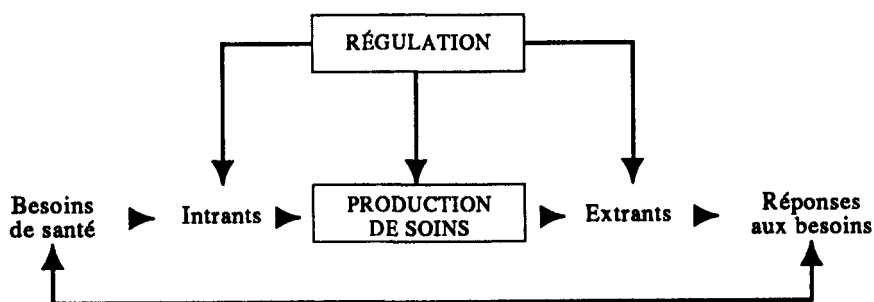 RÉGULATION
Besoins
de santé
Intrants
PRODUCTION
DE SOINS
Extrants
Réponses
aux besoins